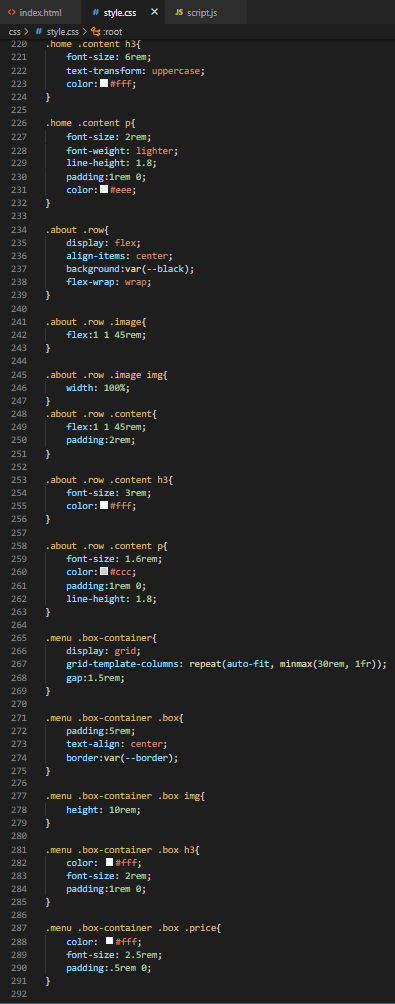 index.html style.css × script.js
css > style.css > :root
220 .home .content h3{
221 font-size: 6rem;
222 text-transform: uppercase;
223 color: #fff;
224 }
225
226 .home .content p{
227 font-size: 2rem;
228 font-weight: lighter;
229 line-height: 1.8;
230 padding:1rem 0;
231 color: #eee;
232 }
233
234 .about .row{
235 display: flex;
236 align-items: center;
237 background:var(--black);
238 flex-wrap: wrap;
239 }
240
241 .about .row .image{
242 flex:1 1 45rem;
243 }
244
245 .about .row .image img{
246 width: 100%;
247 }
248 .about .row .content{
249 flex:1 1 45rem;
250 padding:2rem;
251 }
252
253 .about .row .content h3{
254 font-size: 3rem;
255 color: #fff;
256 }
257
258 .about .row .content p{
259 font-size: 1.6rem;
260 color: #ccc;
261 padding:1rem 0;
262 line-height: 1.8;
263 }
264
265 .menu .box-container{
266 display: grid;
267 grid-template-columns: repeat(auto-fit, minmax(30rem, 1fr));
268 gap:1.5rem;
269 }
270
271 .menu .box-container .box{
272 padding:5rem;
273 text-align: center;
274 border:var(--border);
275 }
276
277 .menu .box-container .box img{
278 height: 10rem;
279 }
280
281 .menu .box-container .box h3{
282 color: #fff;
283 font-size: 2rem;
284 padding:1rem 0;
285 }
286
287 .menu .box-container .box .price{
288 color: #fff;
289 font-size: 2.5rem;
290 padding:.5rem 0;
291 }
292